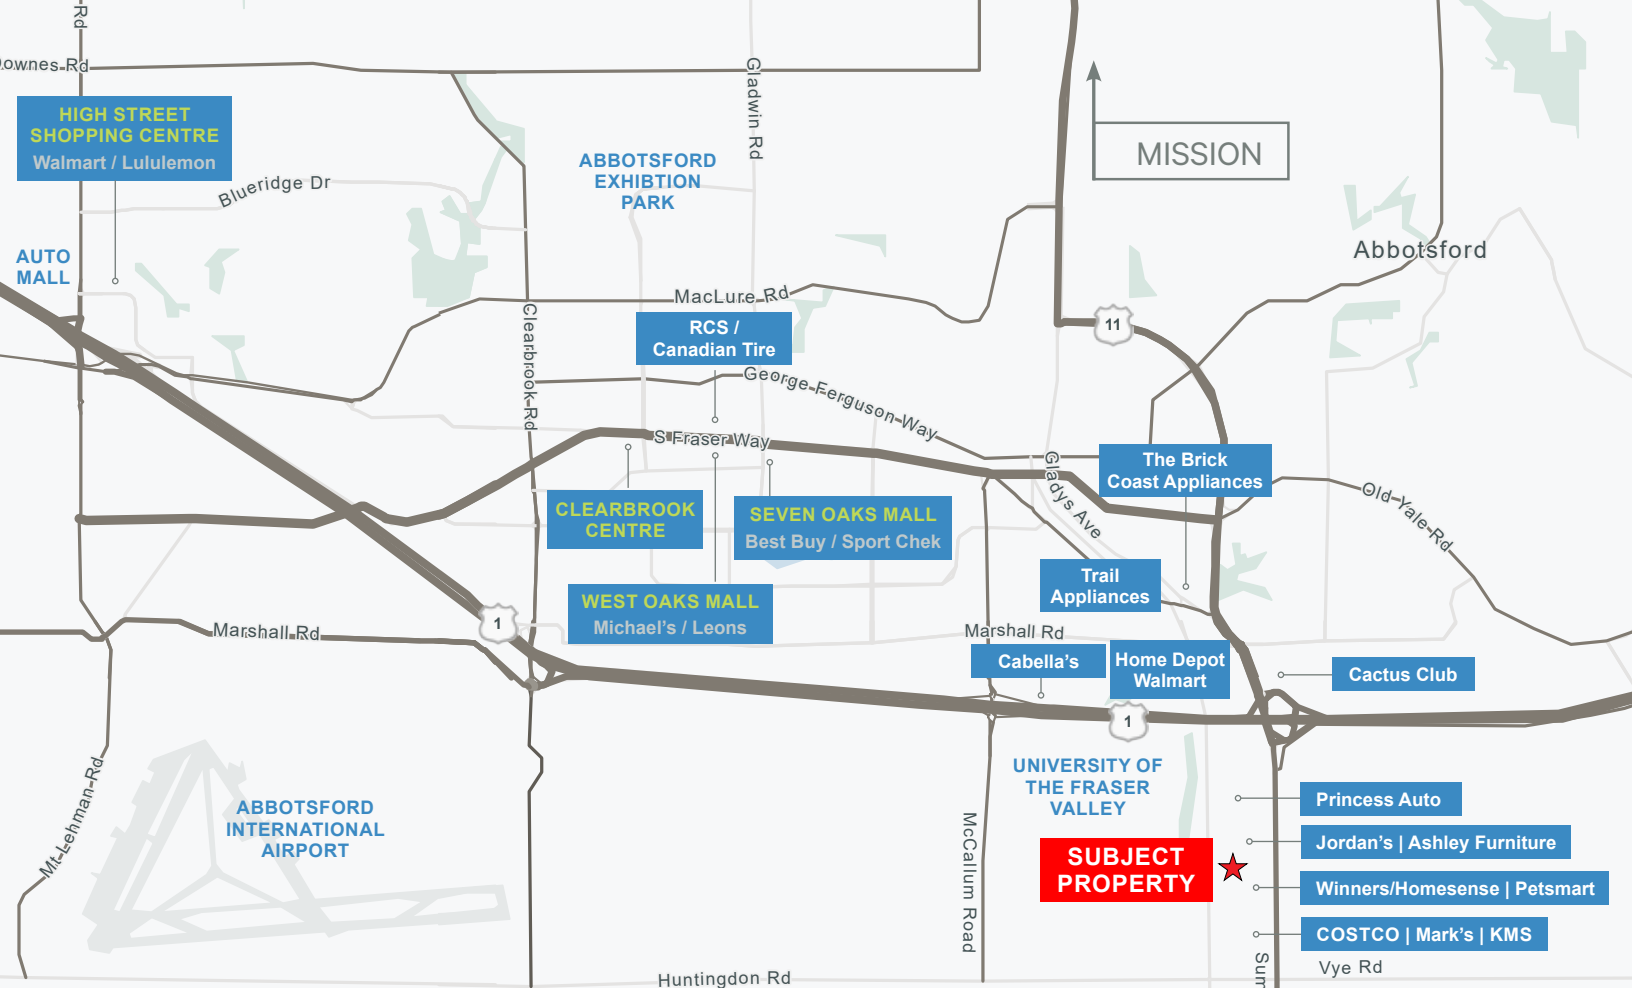 Rd
Downes Rd
HIGH STREET
SHOPPING CENTRE
Walmart / Lululemon
Blueridge Dr
AUTO
MALL
ABBOTSFORD
EXHIBTION
PARK
Gladwin Rd
MISSION
Abbotsford
MacLure Rd
Clearbrook Rd
RCS /
Canadian Tire
11
George Ferguson Way
S Fraser Way
CLEARBROOK
CENTRE
SEVEN OAKS MALL
Best Buy / Sport Chek
WEST OAKS MALL
Michael's / Leons
Gladys Ave
The Brick
Coast Appliances
Old Yale Rd
Trail
Appliances
1
Marshall Rd
Marshall Rd
Cabella's
Home Depot
Walmart
Cactus Club
1
UNIVERSITY OF
THE FRASER
VALLEY
Mt Lehman Rd
ABBOTSFORD
INTERNATIONAL
AIRPORT
McCallum Road
SUBJECT
PROPERTY
Princess Auto
Jordan's | Ashley Furniture
Winners/Homesense | Petsmart
COSTCO | Mark's | KMS
Sum
Vye Rd
Huntingdon Rd